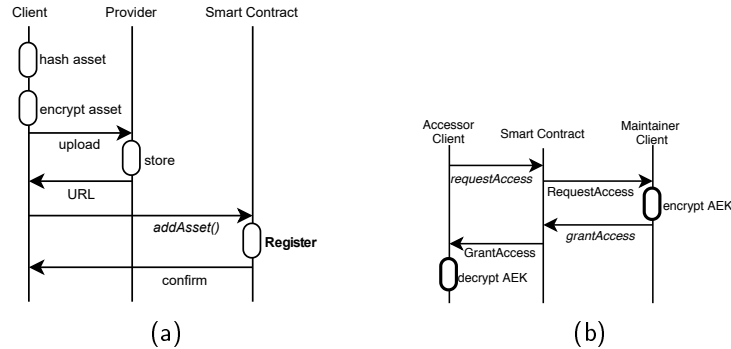 Client Provider Smart Contract
hash asset
encrypt asset
upload
store
URL
addAsset()
Register
confirm
(a)
Accessor
Client
Smart Contract
Maintainer
Client
requestAccess
RequestAccess
encrypt AEK
grantAccess
GrantAccess
decrypt AEK
(b)